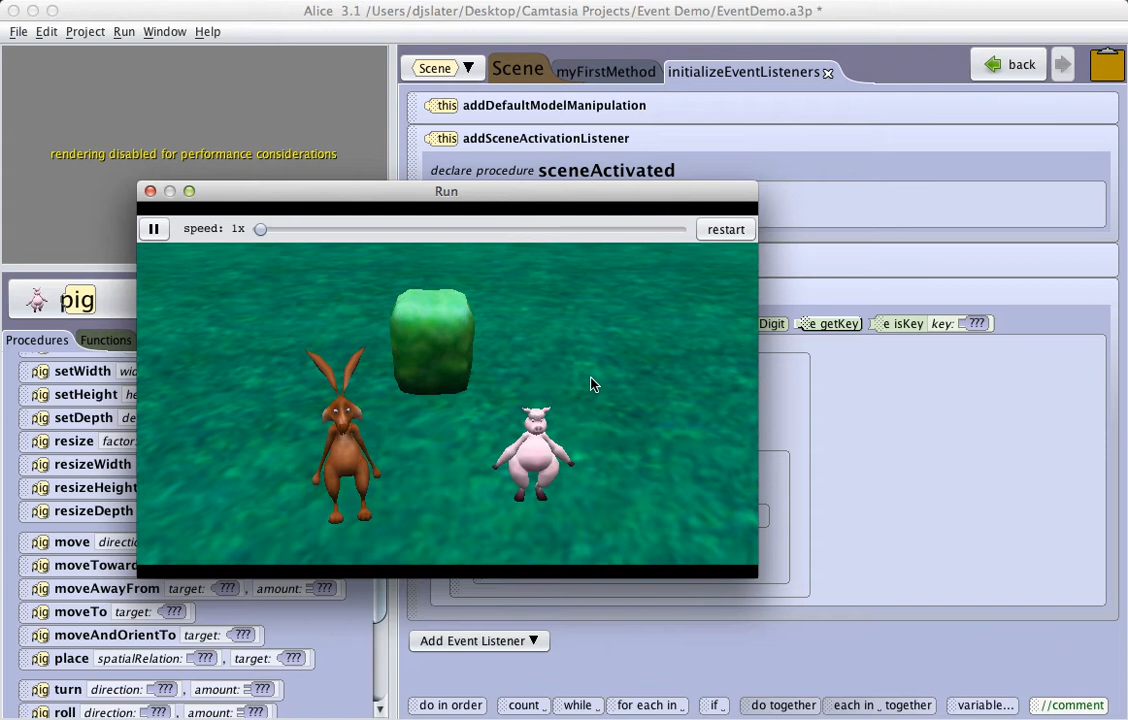 Alice 3.1 /Users/djslater/Desktop/Camtasia Projects/Event Demo/EventDemo.a3p *
File Edit Project Run Window Help
Scene ▼ Scene myFirstMethod initializeEventListeners back
this addDefaultModelManipulation
this addSceneActivationListener
declare procedure sceneActivated
rendering disabled for performance considerations
Run
speed: 1x restart
pig
Procedures Functions
Digit e getKey e isKey key: ???
pig setWidth
pig setHeight
pig setDepth
pig resize factor:
pig resizeWidth
pig resizeHeight
pig resizeDepth
pig move
pig moveToward
pig moveAwayFrom target: ??? , amount: ???
pig moveTo target: ???
pig moveAndOrientTo target: ???
pig place spatialRelation: ??? , target: ???
pig turn direction: ??? , amount: ???
pig roll direction: ??? , amount: ???
Add Event Listener ▼
do in order count while for each in if do together each in together variable... //comment